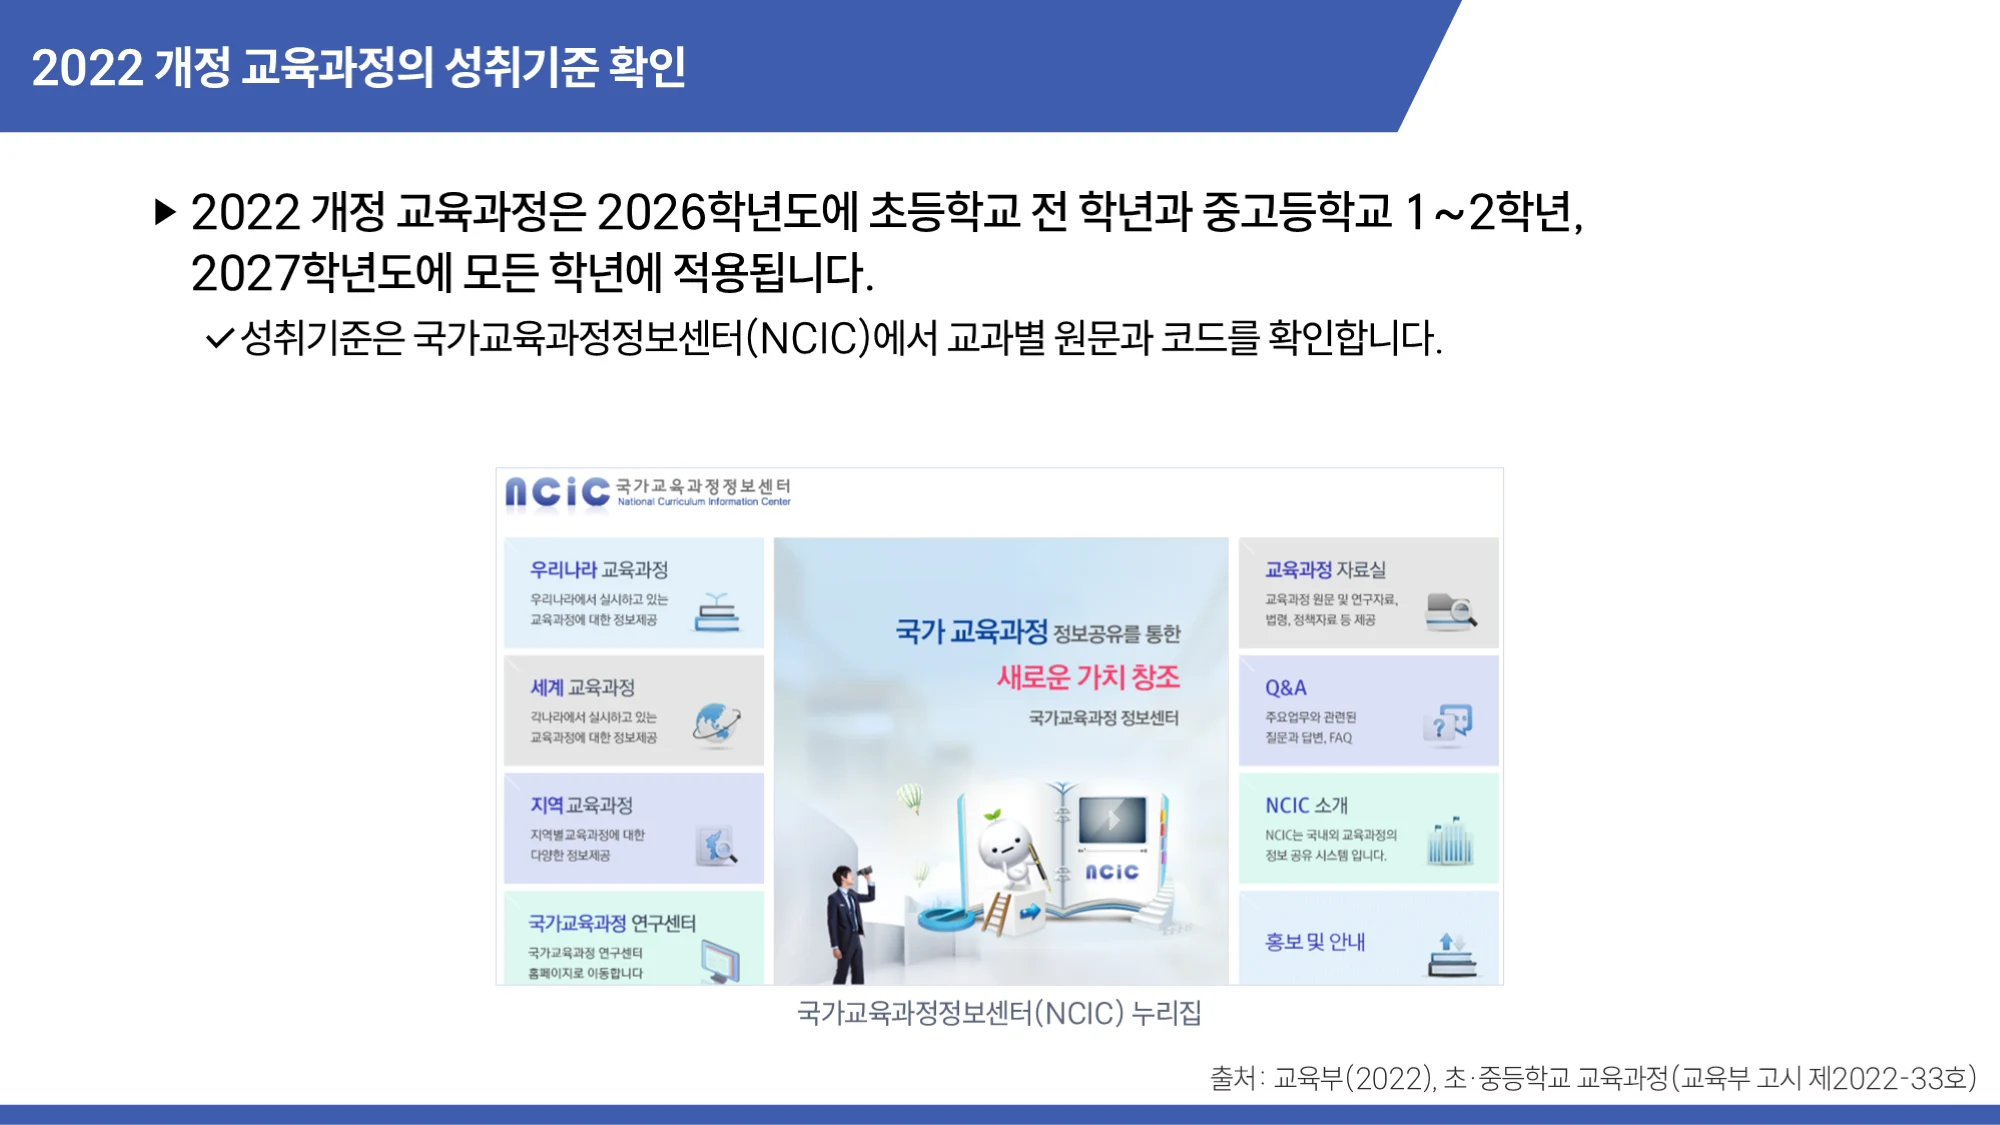 2022 개정 교육과정의 성취기준 확인
▶ 2022 개정 교육과정은 2026학년도에 초등학교 전 학년과 중고등학교 1~2학년,
2027학년도에 모든 학년에 적용됩니다.
✓성취기준은 국가교육과정정보센터(NCIC)에서 교과별 원문과 코드를 확인합니다.
ncic 국가교육과정정보센터
National Curriculum Information Center
우리나라 교육과정
우리나라에서 실시하고 있는
교육과정에 대한 정보제공
세계 교육과정
각나라에서 실시하고 있는
교육과정에 대한 정보제공
지역 교육과정
지역별교육과정에 대한
다양한 정보제공
국가교육과정 연구센터
국가교육과정 연구센터
홈페이지로 이동합니다
국가 교육과정 정보공유를 통한
새로운 가치 창조
국가교육과정 정보센터
ncic
교육과정 자료실
교육과정 원문 및 연구자료,
법령, 정책자료 등 제공
Q&A
주요업무와 관련된
질문과 답변, FAQ
NCIC 소개
NCIC는 국내외 교육과정의
정보 공유 시스템 입니다.
홍보 및 안내
국가교육과정정보센터(NCIC) 누리집
출처: 교육부(2022), 초·중등학교 교육과정(교육부 고시 제2022-33호)